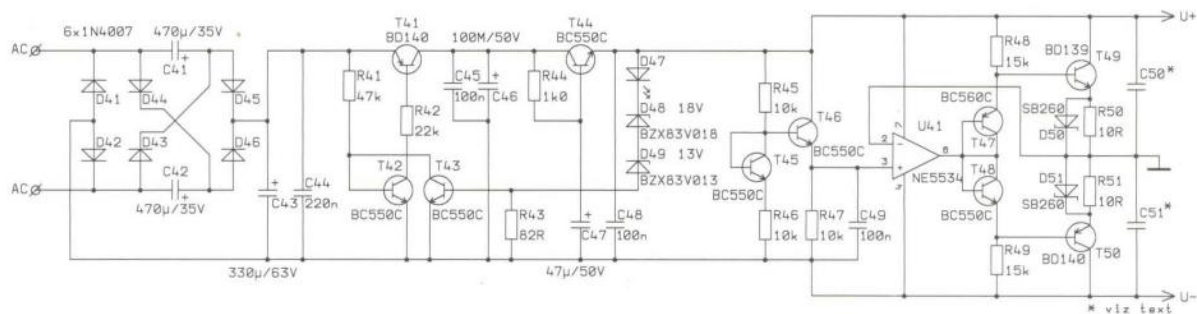 6x1N4007
470µ/35V
AC
C41
D41
D44
D45
D42
D43
D46
AC
C42
470µ/35V
C43
330µ/63V
C44
220n
T41
BD140
R41
47k
R42
22k
T42
BC550C
T43
BC550C
100M/50V
C45
100n
C46
R44
1k0
T44
BC550C
R43
82R
C47
47µ/50V
C48
100n
D47
D48 18V
BZX83V018
D49 13V
BZX83V013
R45
10k
T45
BC550C
R46
10k
T46
BC550C
R47
10k
C49
100n
U41
NE5534
2
3
6
7
BC560C
T47
T48
BC550C
R48
15k
R49
15k
BD139
T49
SB260
D50
R50
10R
D51
SB260
R51
10R
BD140
T50
C50*
C51*
U+
U-
* viz text